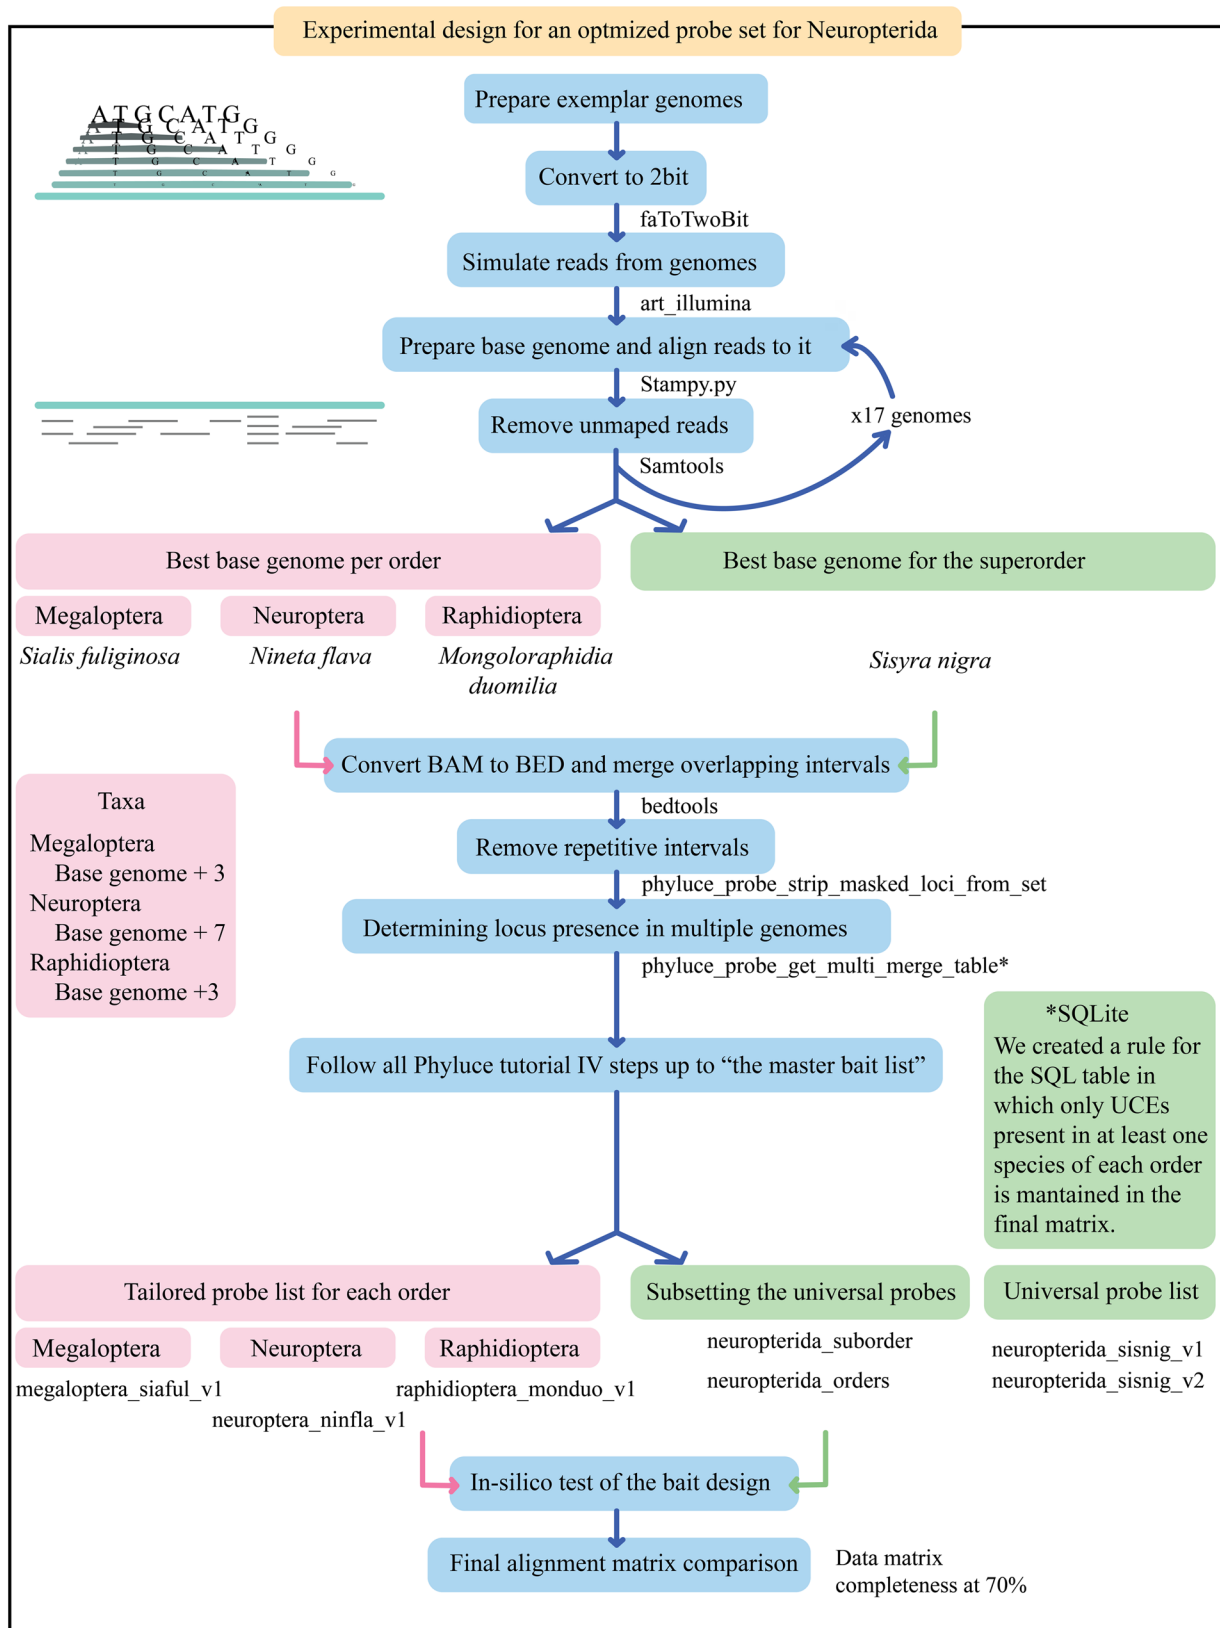 Experimental design for an optmized probe set for Neuropterida
Prepare exemplar genomes
ATGCATGG
ATGCATGG
ATGCATG
ATGCATG
ATGCATG
TGCATG
TGCATG
Convert to 2bit
faToTwoBit
Simulate reads from genomes
art_illumina
Prepare base genome and align reads to it
Stampy.py
x17 genomes
Remove unmaped reads
Samtools
Best base genome per order
Best base genome for the superorder
Megaloptera
Neuroptera
Raphidioptera
Sialis fuliginosa
Nineta flava
Mongoloraphidia
duomilia
Sisyra nigra
Convert BAM to BED and merge overlapping intervals
bedtools
Remove repetitive intervals
phyluce_probe_strip_masked_loci_from_set
Determining locus presence in multiple genomes
phyluce_probe_get_multi_merge_table*
Taxa
Megaloptera
Base genome + 3
Neuroptera
Base genome + 7
Raphidioptera
Base genome +3
Follow all Phyluce tutorial IV steps up to “the master bait list”
*SQLite
We created a rule for
the SQL table in
which only UCEs
present in at least one
species of each order
is mantained in the
final matrix.
Tailored probe list for each order
Subsetting the universal probes
Universal probe list
Megaloptera
Neuroptera
Raphidioptera
megaloptera_siaful_v1
neuroptera_ninfla_v1
raphidioptera_monduo_v1
neuropterida_suborder
neuropterida_orders
neuropterida_sisnig_v1
neuropterida_sisnig_v2
In-silico test of the bait design
Final alignment matrix comparison
Data matrix
completeness at 70%